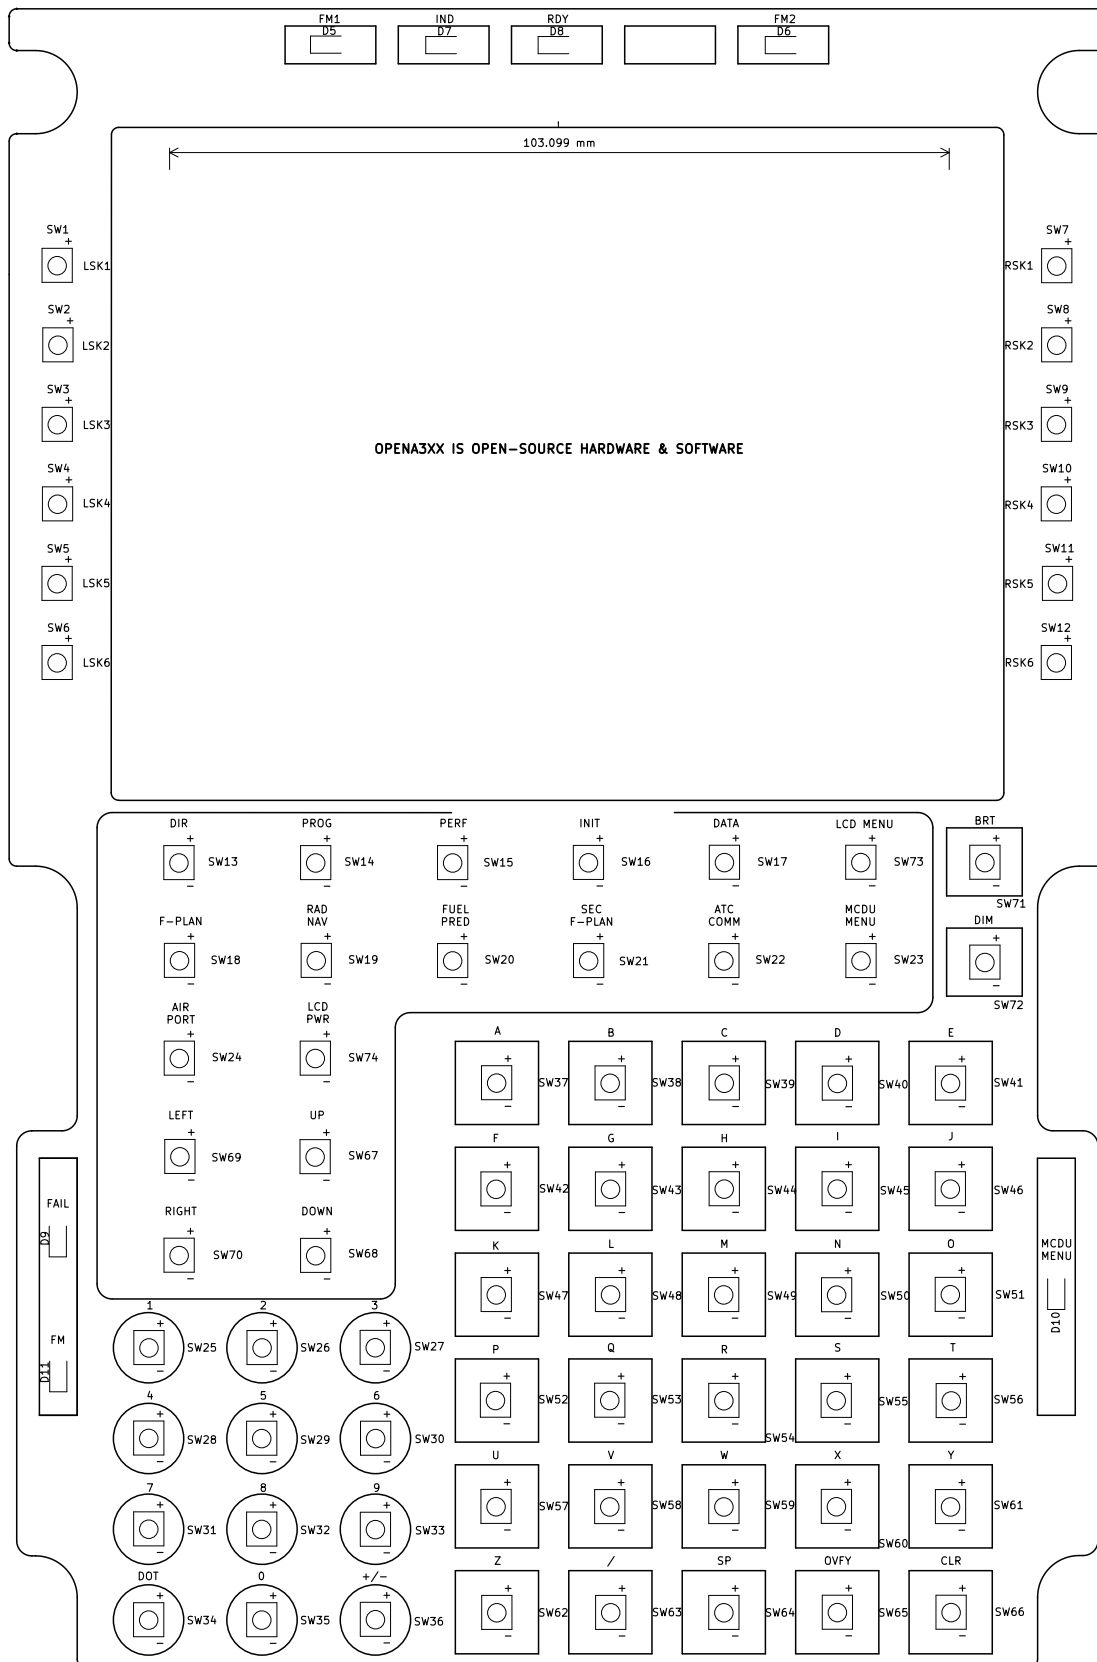 FM1 IND RDY FM2
D5 D7 D8 D6
103.099 mm
SW1 SW7
LSK1 RSK1
SW2 SW8
LSK2 RSK2
SW3 SW9
LSK3 RSK3
OPENA3XX IS OPEN-SOURCE HARDWARE & SOFTWARE
SW4 SW10
LSK4 RSK4
SW5 SW11
LSK5 RSK5
SW6 SW12
LSK6 RSK6
DIR PROG PERF INIT DATA LCD MENU BRT
SW13 SW14 SW15 SW16 SW17 SW73
SW71
RAD FUEL SEC ATC MCDU
F-PLAN NAV PRED F-PLAN COMM MENU DIM
SW18 SW19 SW20 SW21 SW22 SW23
SW72
AIR LCD
PORT PWR
SW24 SW74
A B C D E
SW37 SW38 SW39 SW40 SW41
LEFT UP
SW69 SW67
F G H I J
SW42 SW43 SW44 SW45 SW46
FAIL RIGHT DOWN
D9 SW70 SW68
K L M N O
MCDU
MENU
D10
SW47 SW48 SW49 SW50 SW51
1 2 3
SW25 SW26 SW27
FM
D11
P Q R S T
SW52 SW53 SW54 SW55 SW56
4 5 6
SW28 SW29 SW30
U V W X Y
SW57 SW58 SW59 SW60 SW61
7 8 9
SW31 SW32 SW33
Z / SP OVFY CLR
SW62 SW63 SW64 SW65 SW66
DOT 0 +/-
SW34 SW35 SW36